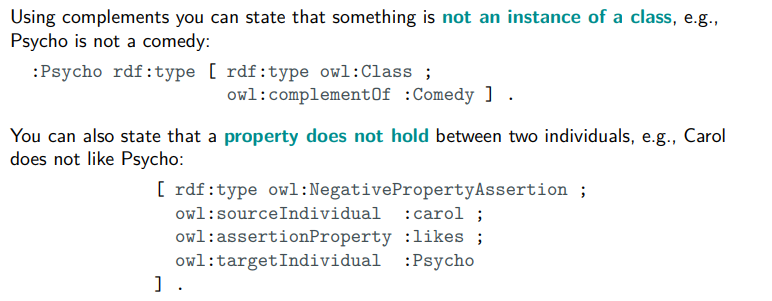 Using complements you can state that something is not an instance of a class, e.g.,
Psycho is not a comedy:
:Psycho rdf:type [ rdf:type owl:Class ;
owl:complementOf :Comedy ] .
You can also state that a property does not hold between two individuals, e.g., Carol
does not like Psycho:
[ rdf:type owl:NegativePropertyAssertion ;
owl:sourceIndividual :carol ;
owl:assertionProperty :likes ;
owl:targetIndividual :Psycho
] .